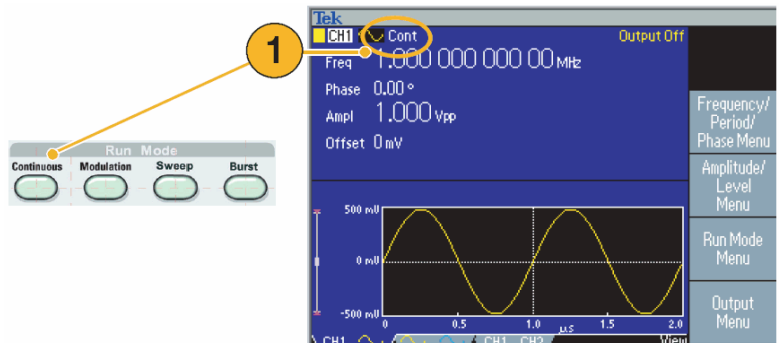 1
Run Mode
Continuous Modulation Sweep Burst
Tek
CH1 Cont Output Off
Freq 1.000 000 000 00 MHz
Phase 0.00 °
Ampl 1.000 Vpp
Offset 0 mV
Frequency/
Period/
Phase Menu
Amplitude/
Level
Menu
Run Mode
Menu
Output
Menu
500 mV
0 mV
-500 mV
0 0.5 1.0 µs 1.5 2.0
CH1 CH1 CH2 View